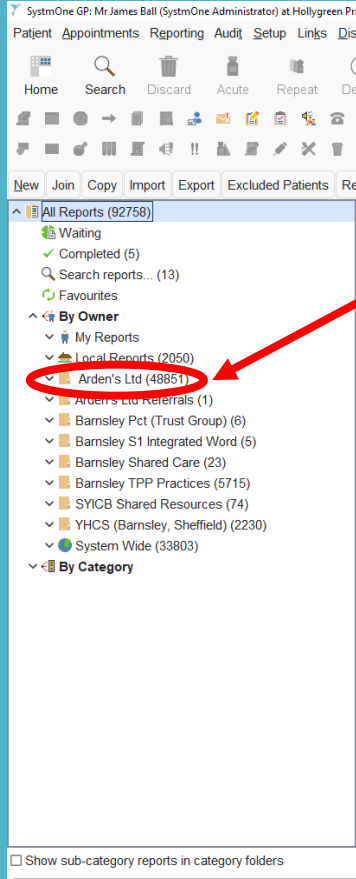 SystmOne GP: Mr James Ball (SystmOne Administrator) at Hollygreen Pra
Patient Appointments Reporting Audit Setup Links Dis
Home Search Discard Acute Repeat De
New Join Copy Import Export Excluded Patients Re
All Reports (92758)
Waiting
Completed (5)
Search reports... (13)
Favourites
By Owner
My Reports
Local Reports (2050)
Arden's Ltd (48851)
Arden's Ltd Referrals (1)
Barnsley Pct (Trust Group) (6)
Barnsley S1 Integrated Word (5)
Barnsley Shared Care (23)
Barnsley TPP Practices (5715)
SYICB Shared Resources (74)
YHCS (Barnsley, Sheffield) (2230)
System Wide (33803)
By Category
Show sub-category reports in category folders